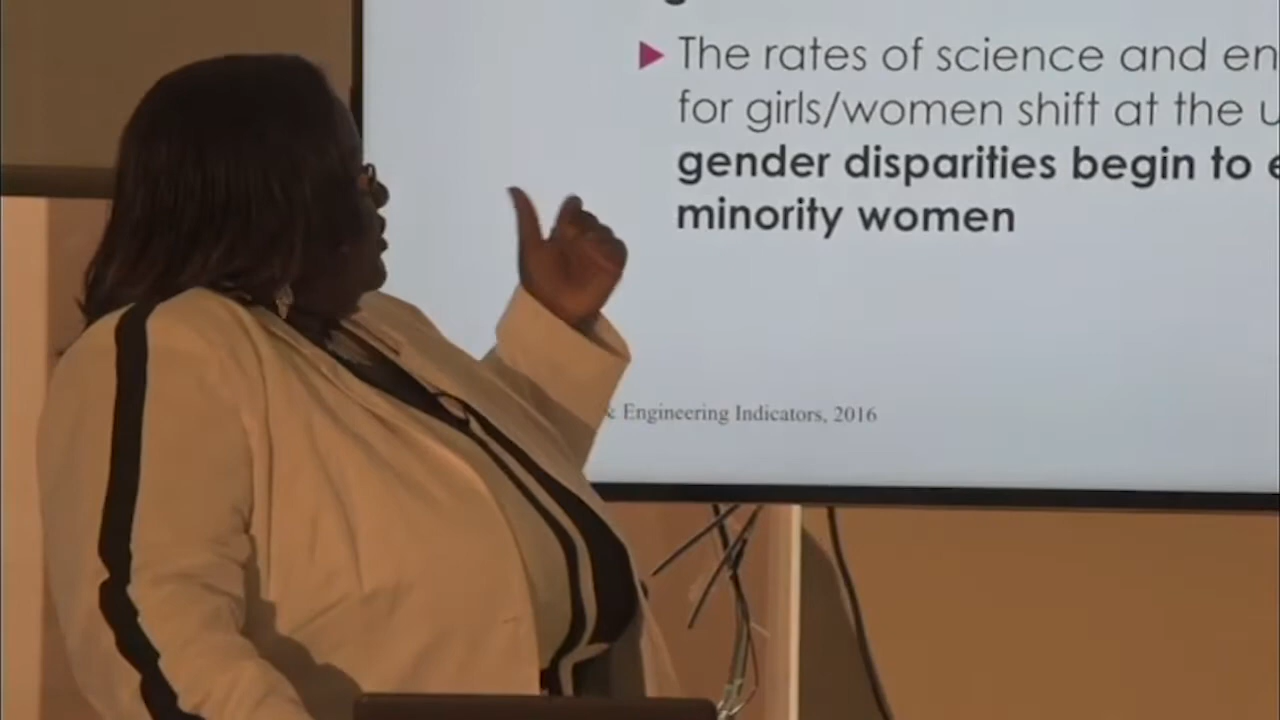 The rates of science and en
for girls/women shift at the u
gender disparities begin to e
minority women
& Engineering Indicators, 2016